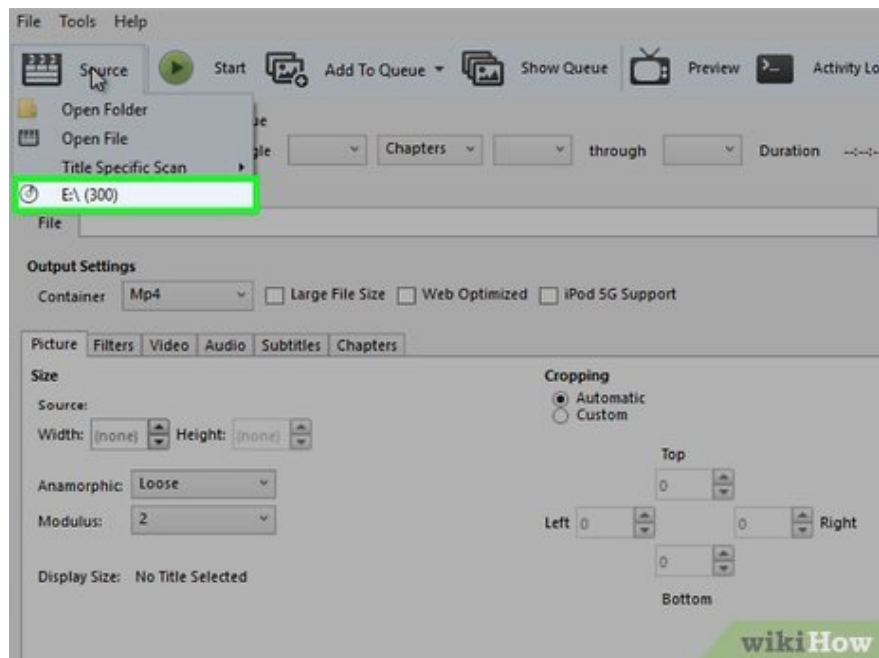 File Tools Help
Source Start Add To Queue Show Queue Preview Activity Lo
Open Folder
Open File
Title Specific Scan
E:\ (300)
Chapters through Duration --:--:-
File
Output Settings
Container Mp4 Large File Size Web Optimized iPod 5G Support
Picture Filters Video Audio Subtitles Chapters
Size
Cropping
Source:
Automatic
Custom
Width: (none) Height: (none)
Top
Anamorphic: Loose
0
Modulus: 2
Left 0 0 Right
0
Display Size: No Title Selected
Bottom
wikiHow